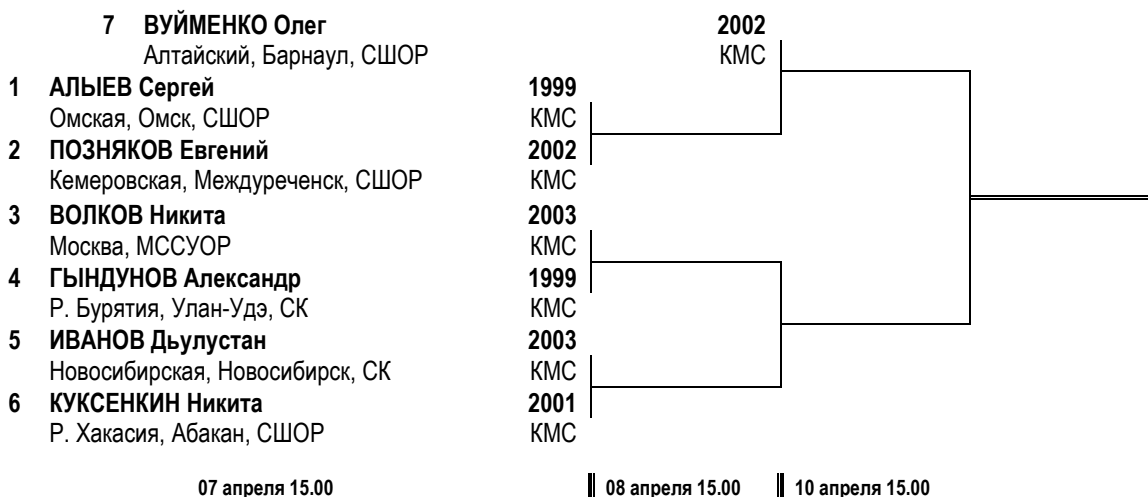 7 ВУЙМЕНКО Олег 2002
Алтайский, Барнаул, СШОР КМС
1 АЛЫЕВ Сергей 1999
Омская, Омск, СШОР КМС
2 ПОЗНЯКОВ Евгений 2002
Кемеровская, Междуреченск, СШОР КМС
3 ВОЛКОВ Никита 2003
Москва, МССУОР КМС
4 ГЫНДУНОВ Александр 1999
Р. Бурятия, Улан-Удэ, СК КМС
5 ИВАНОВ Дьулустан 2003
Новосибирская, Новосибирск, СК КМС
6 КУКСЕНКИН Никита 2001
Р. Хакасия, Абакан, СШОР КМС
07 апреля 15.00 08 апреля 15.00 10 апреля 15.00